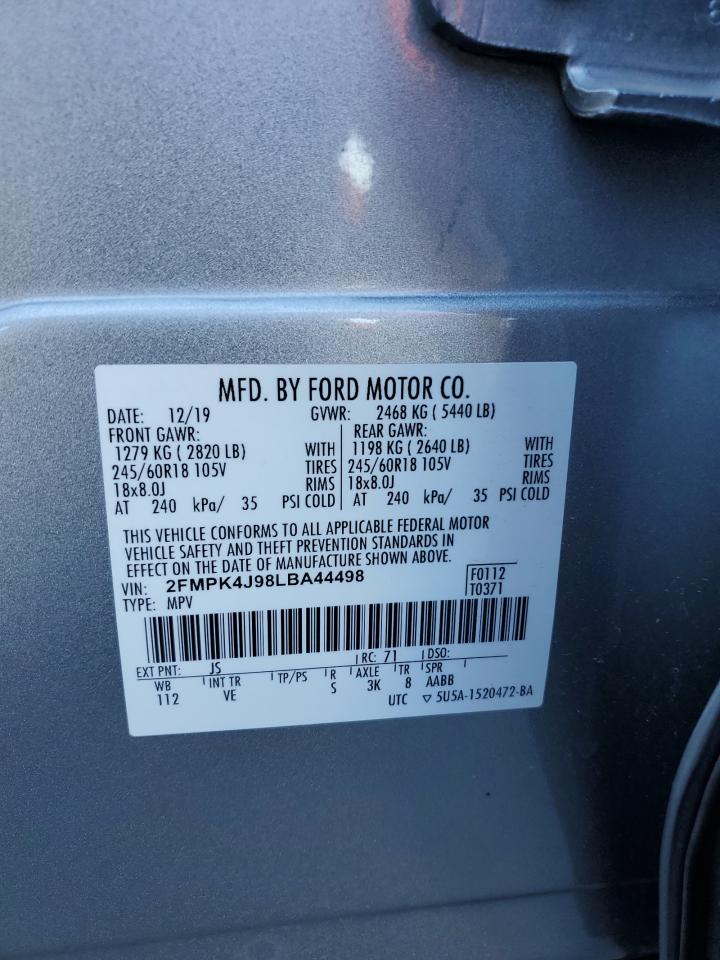 MFD. BY FORD MOTOR CO.
DATE: 12/19 GVWR: 2468 KG ( 5440 LB)
FRONT GAWR: REAR GAWR:
1279 KG ( 2820 LB) WITH 1198 KG ( 2640 LB) WITH
245/60R18 105V TIRES 245/60R18 105V TIRES
18x8.0J RIMS 18x8.0J RIMS
AT 240 kPa/ 35 PSI COLD AT 240 kPa/ 35 PSI COLD
THIS VEHICLE CONFORMS TO ALL APPLICABLE FEDERAL MOTOR
VEHICLE SAFETY AND THEFT PREVENTION STANDARDS IN
EFFECT ON THE DATE OF MANUFACTURE SHOWN ABOVE.
VIN: 2FMPK4J98LBA44498 F0112
TYPE: MPV T0371
EXT PNT: JS RC: 71 DSO:
WB INT TR TP/PS R AXLE TR SPR
112 VE S 3K 8 AABB
UTC ▽ 5U5A-1520472-BA